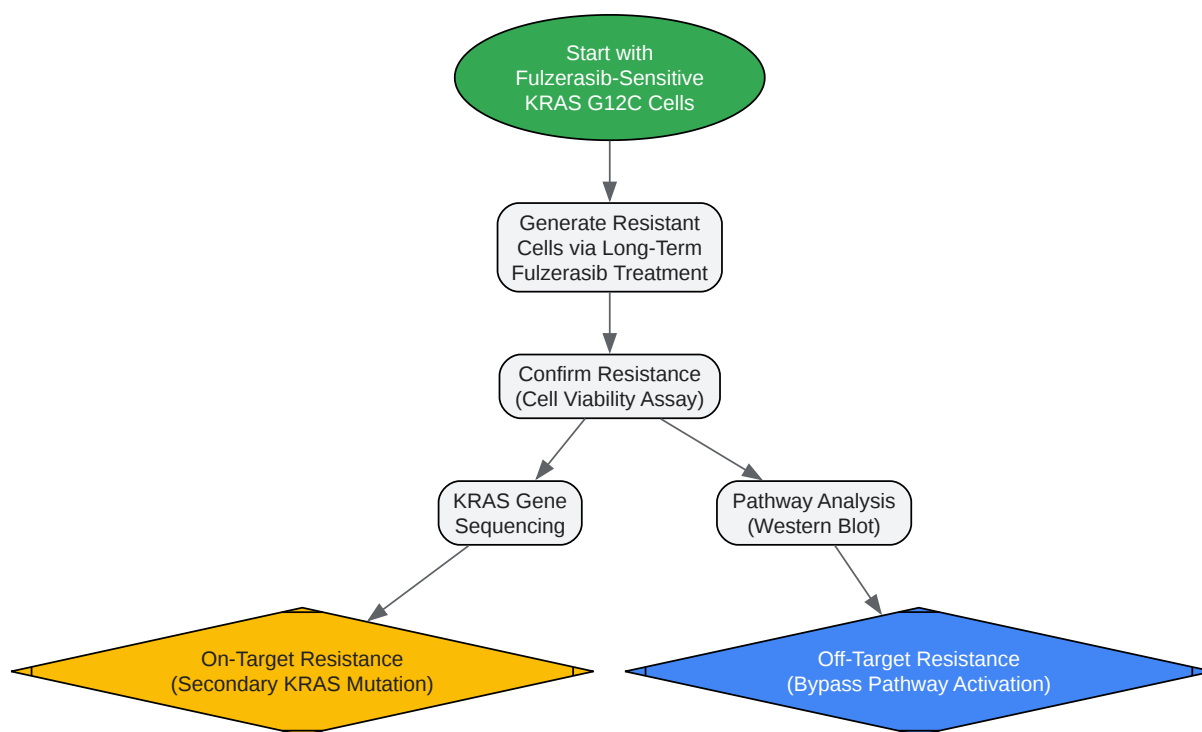 Start with
Fulzerasib-Sensitive
KRAS G12C Cells
Generate Resistant
Cells via Long-Term
Fulzerasib Treatment
Confirm Resistance
(Cell Viability Assay)
KRAS Gene
Sequencing
Pathway Analysis
(Western Blot)
On-Target Resistance
(Secondary KRAS Mutation)
Off-Target Resistance
(Bypass Pathway Activation)